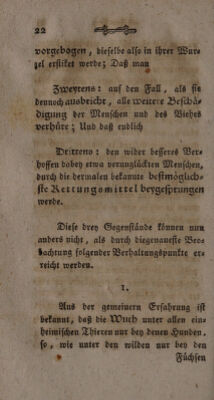 22
vorgebogen, dieselbe also in ihrer Wur-
zel erstiket werde; Daß man
Zweytens: auf den Fall, als sie
dennoch ausbricht, alle weitere Beschä-
digung der Menschen und des Viehes
verhüte; Und daß endlich
Drittens: den wider besseres Ver-
hoffen dabey etwa verunglückten Menschen,
durch die dermalen bekannte bestmöglich-
ste Rettungsmittel beygesprungen
werde.
Diese drey Gegenstände können nun
anders nicht, als durch diegenaueste Beo-
bachtung folgender Verhaltungspunkte er-
reicht werden.
1.
Aus der gemeinern Erfahrung ist
bekannt, daß die Wuth unter allen ein-
heimischen Thieren nur bey denen Hunden,
so, wie unter den wilden nur bey den
Füchsen